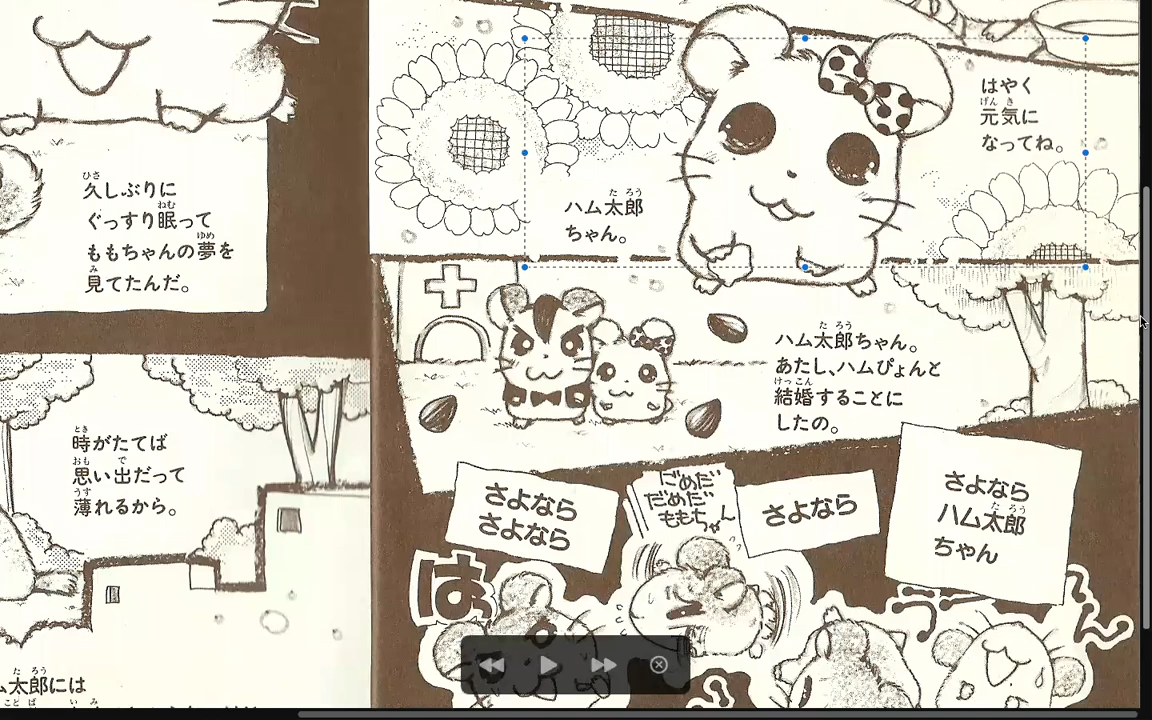 久しぶりに
ぐっすり眠って
ももちゃんの夢を
見てたんだ。
時がたてば
思い出だって
薄れるから。
太郎には
はやく
元気に
なってね。
ハム太郎
ちゃん。
ハム太郎ちゃん。
あたし、ハムぴょんと
結婚することに
したの。
さよなら
さよなら
だめだ
だめだ
ももちゃん
さよなら
さよなら
ハム太郎
ちゃん
はっ